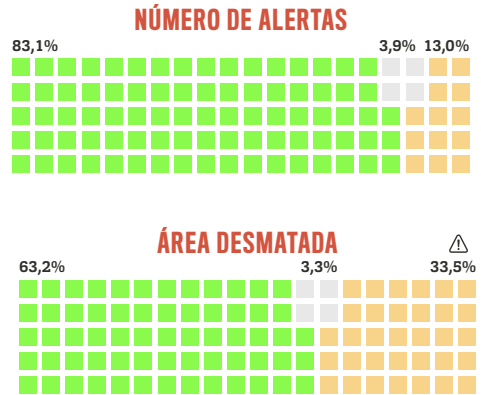 NÚMERO DE ALERTAS
83,1% 3,9% 13,0%
ÁREA DESMATADA
63,2% 3,3% 33,5%